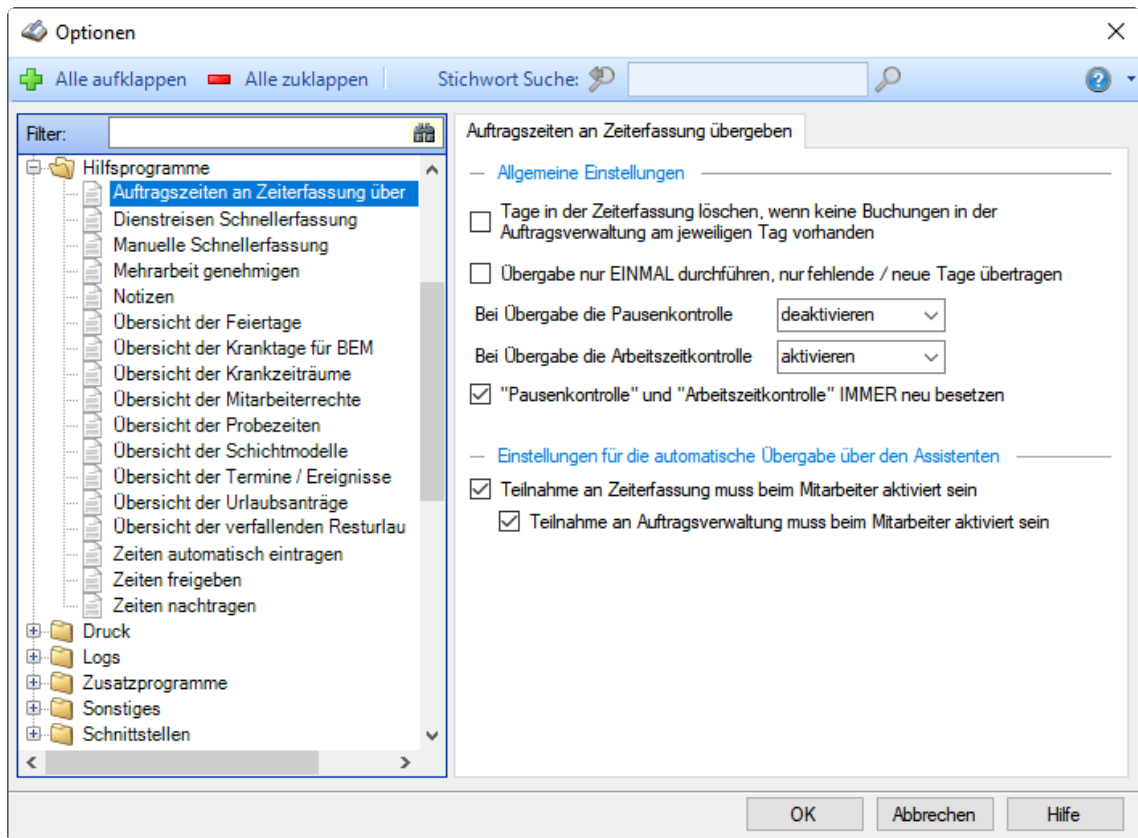 Optionen
Alle aufklappen
Alle zuklappen
Stichwort Suche:
Filter:
Hilfsprogramme
Auftragszeiten an Zeiterfassung über
Dienstreisen Schnellerfassung
Manuelle Schnellerfassung
Mehrarbeit genehmigen
Notizen
Übersicht der Feiertage
Übersicht der Kranktage für BEM
Übersicht der Krankzeiträume
Übersicht der Mitarbeiterrechte
Übersicht der Probezeiten
Übersicht der Schichtmodelle
Übersicht der Termine / Ereignisse
Übersicht der Urlaubsanträge
Übersicht der verfallenden Resturlau
Zeiten automatisch eintragen
Zeiten freigeben
Zeiten nachtragen
Druck
Logs
Zusatzprogramme
Sonstiges
Schnittstellen
Auftragszeiten an Zeiterfassung übergeben
Allgemeine Einstellungen
Tage in der Zeiterfassung löschen, wenn keine Buchungen in der
Auftragsverwaltung am jeweiligen Tag vorhanden
Übergabe nur EINMAL durchführen, nur fehlende / neue Tage übertragen
Bei Übergabe die Pausenkontrolle
deaktivieren
Bei Übergabe die Arbeitszeitkontrolle
aktivieren
"Pausenkontrolle" und "Arbeitszeitkontrolle" IMMER neu besetzen
Einstellungen für die automatische Übergabe über den Assistenten
Teilnahme an Zeiterfassung muss beim Mitarbeiter aktiviert sein
Teilnahme an Auftragsverwaltung muss beim Mitarbeiter aktiviert sein
OK
Abbrechen
Hilfe